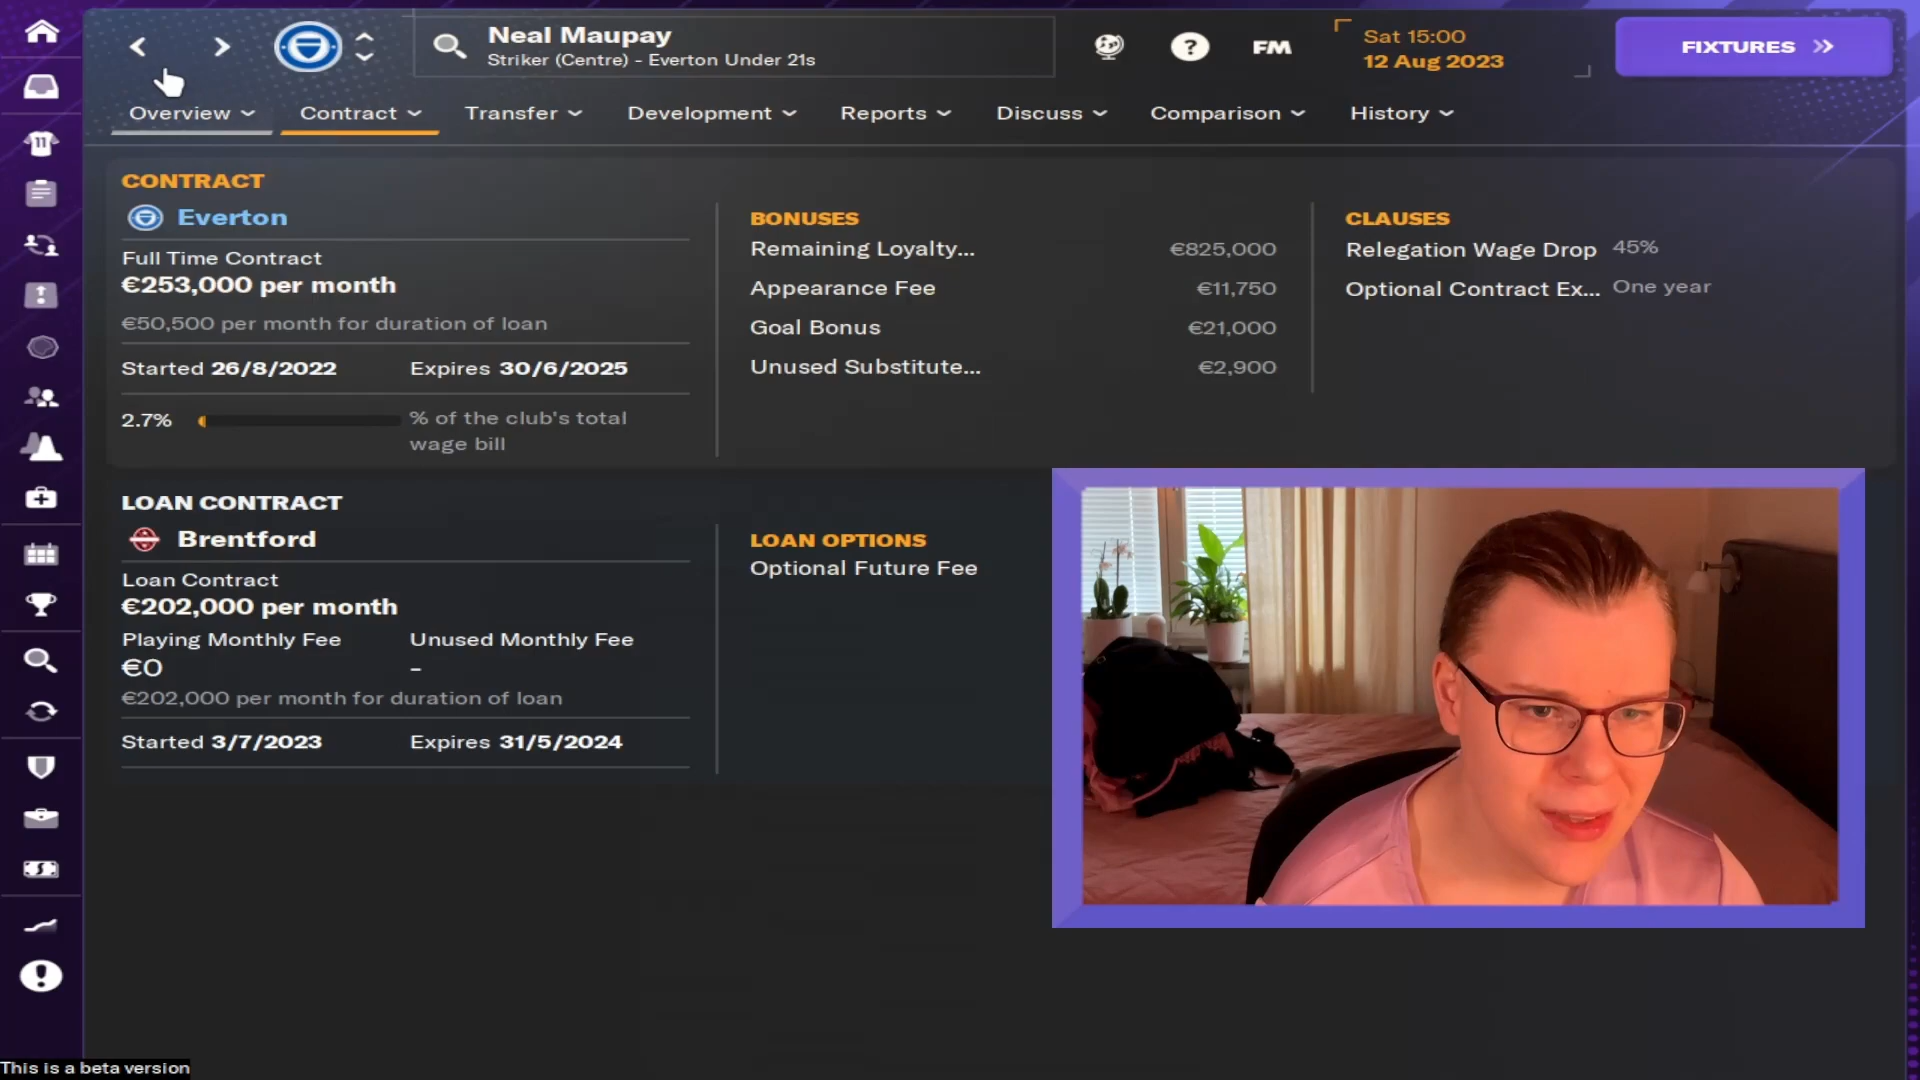 Neal Maupay
Striker (Centre) - Everton Under 21s
?
FM
Sat 15:00
12 Aug 2023
FIXTURES
Overview
Contract
Transfer
Development
Reports
Discuss
Comparison
History
11
CONTRACT
Everton
Full Time Contract
€253,000 per month
€50,500 per month for duration of loan
Started 26/8/2022
Expires 30/6/2025
2.7%
% of the club's total
wage bill
BONUSES
Remaining Loyalty... €825,000
Appearance Fee €11,750
Goal Bonus €21,000
Unused Substitute... €2,900
CLAUSES
Relegation Wage Drop 45%
Optional Contract Ex... One year
LOAN CONTRACT
Brentford
Loan Contract
€202,000 per month
Playing Monthly Fee
€0
Unused Monthly Fee
-
€202,000 per month for duration of loan
Started 3/7/2023
Expires 31/5/2024
LOAN OPTIONS
Optional Future Fee
This is a beta version